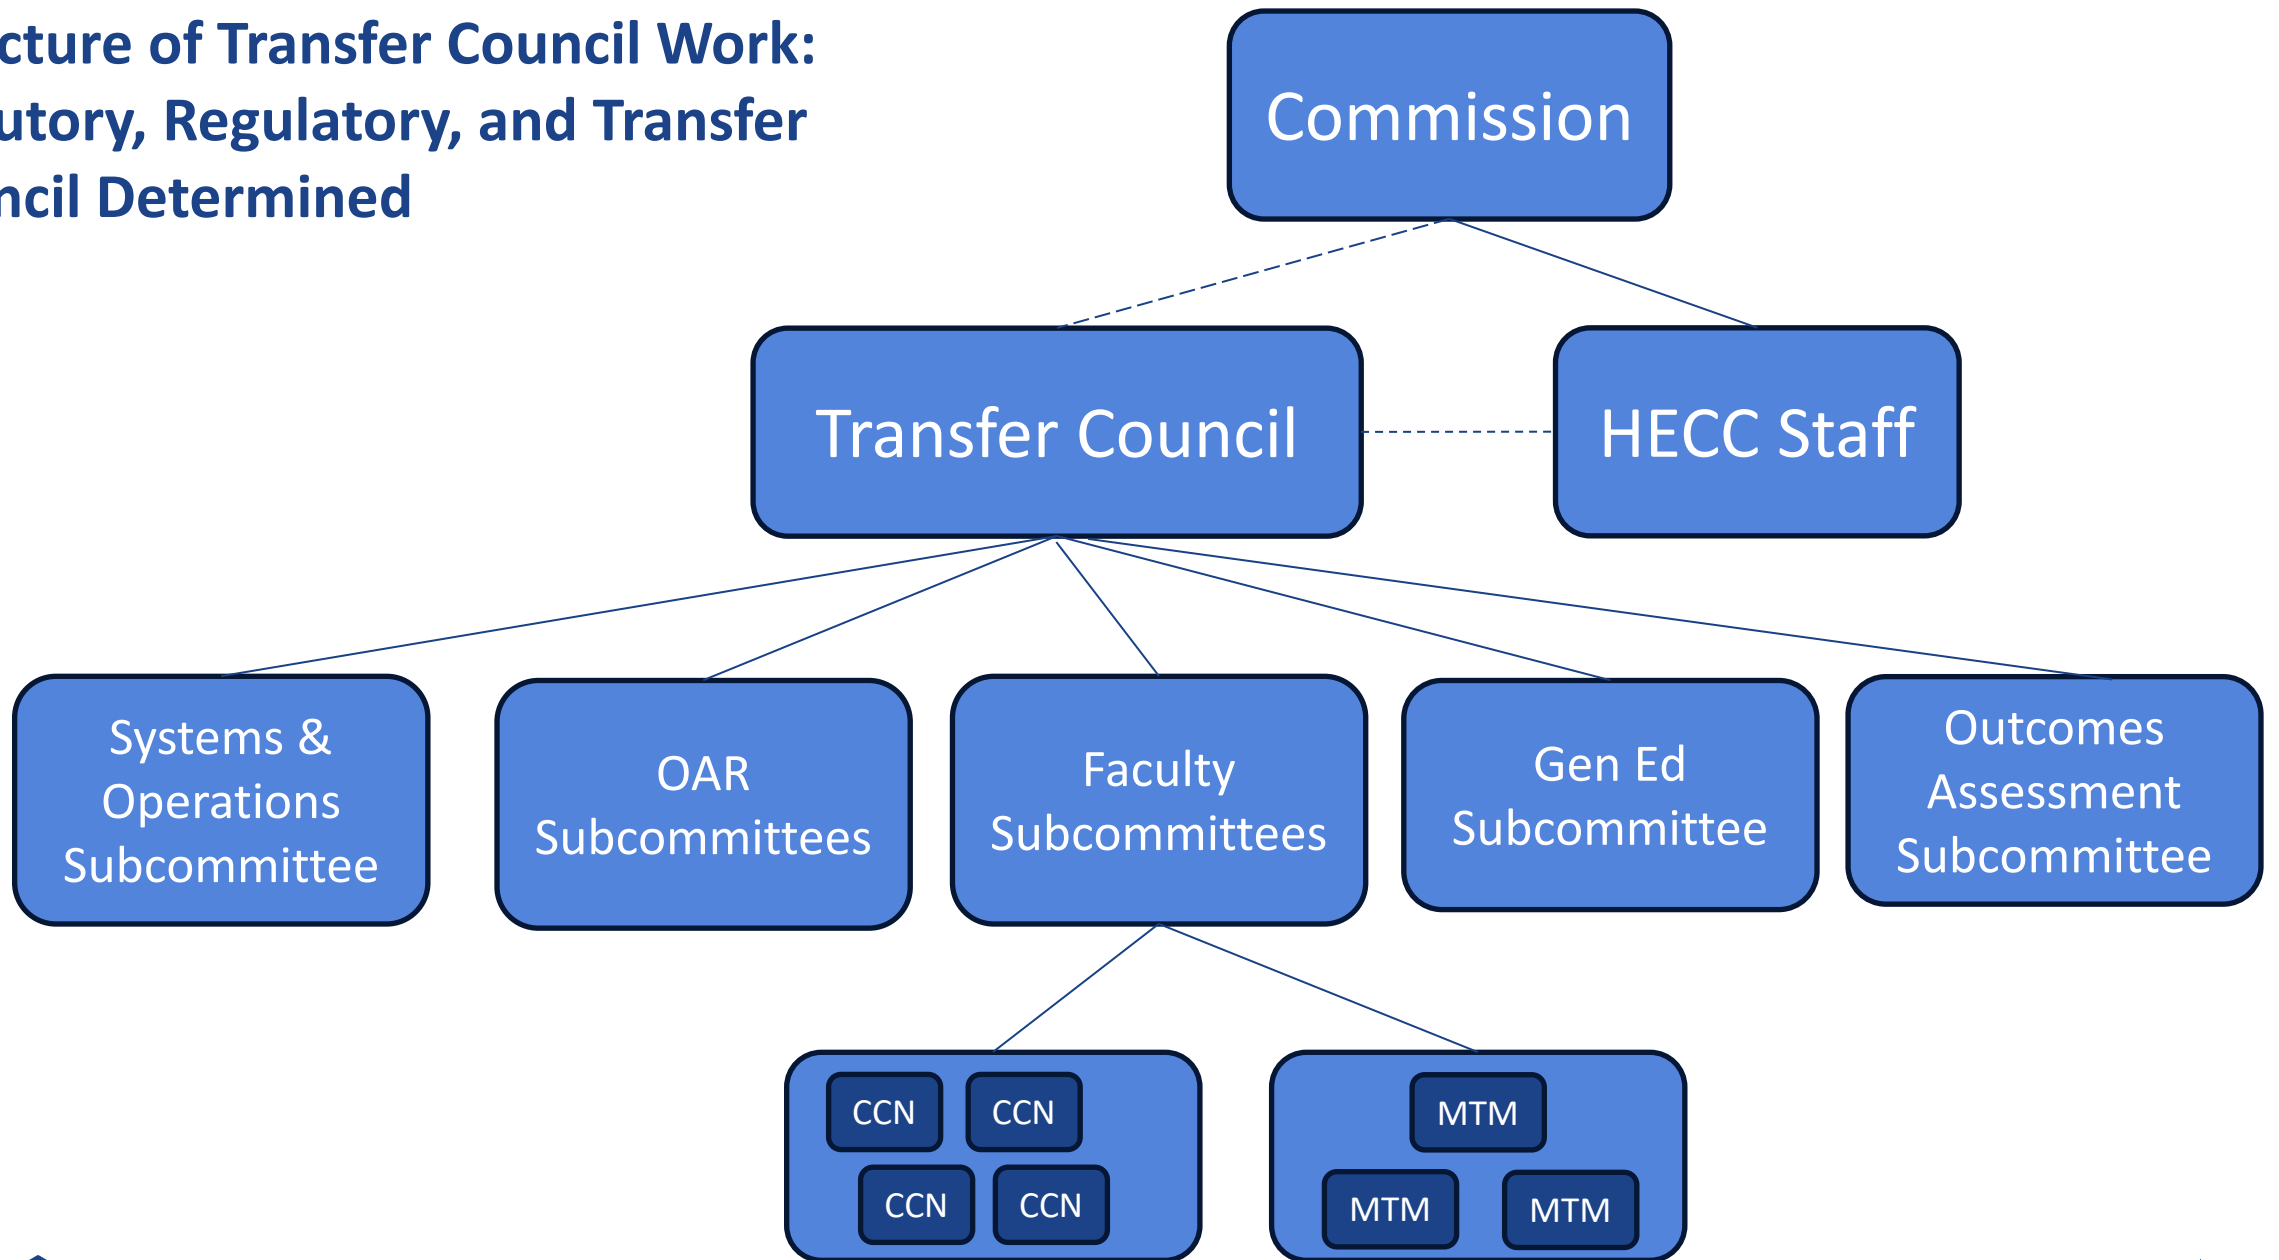 cture of Transfer Council Work:
utory, Regulatory, and Transfer
ncil Determined
Commission
Transfer Council
HECC Staff
Systems &
Operations
Subcommittee
OAR
Subcommittees
Faculty
Subcommittees
Gen Ed
Subcommittee
Outcomes
Assessment
Subcommittee
CCN
CCN
CCN
CCN
MTM
MTM
MTM